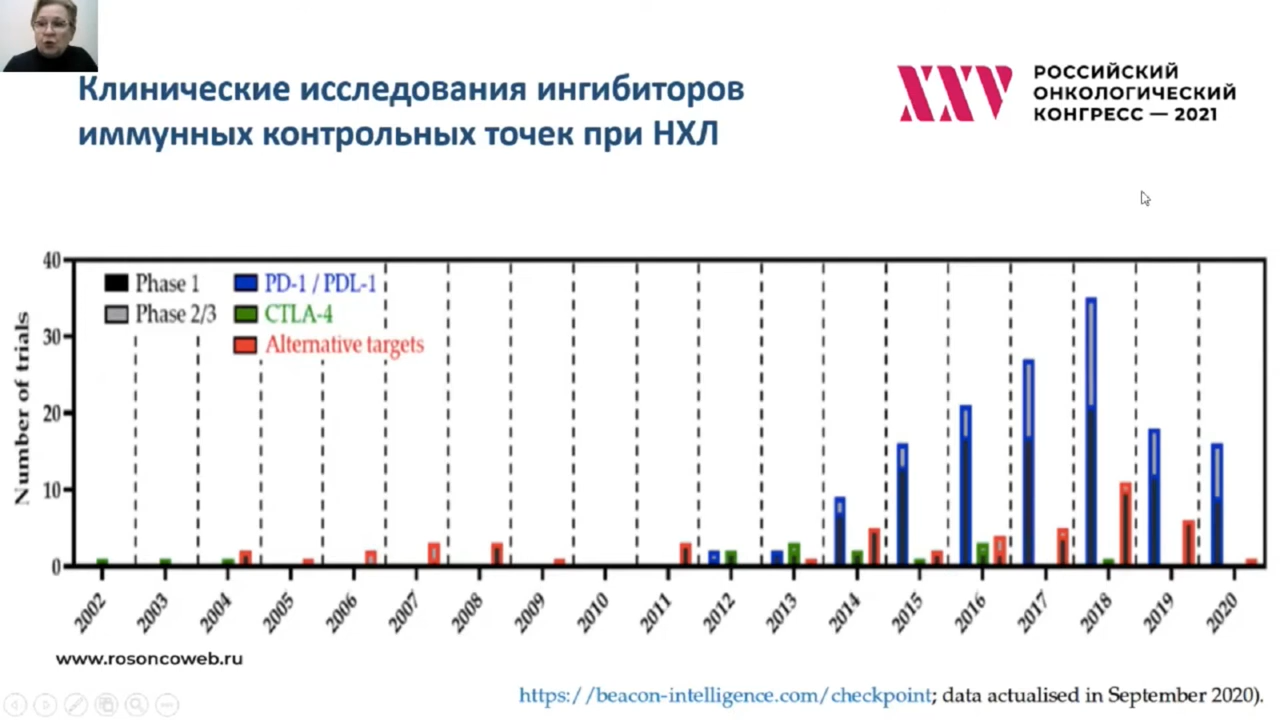 Клинические исследования ингибиторов
иммунных контрольных точек при НХЛ
XXV
РОССИЙСКИЙ
ОНКОЛОГИЧЕСКИЙ
КОНГРЕСС — 2021
Number of trials
40
30
20
10
0
Phase 1
Phase 2/3
PD-1 / PDL-1
CTLA-4
Alternative targets
2002
2003
2004
2005
2006
2007
2008
2009
2010
2011
2012
2013
2014
2015
2016
2017
2018
2019
2020
www.rosoncoweb.ru
https://beacon-intelligence.com/checkpoint; data actualised in September 2020).